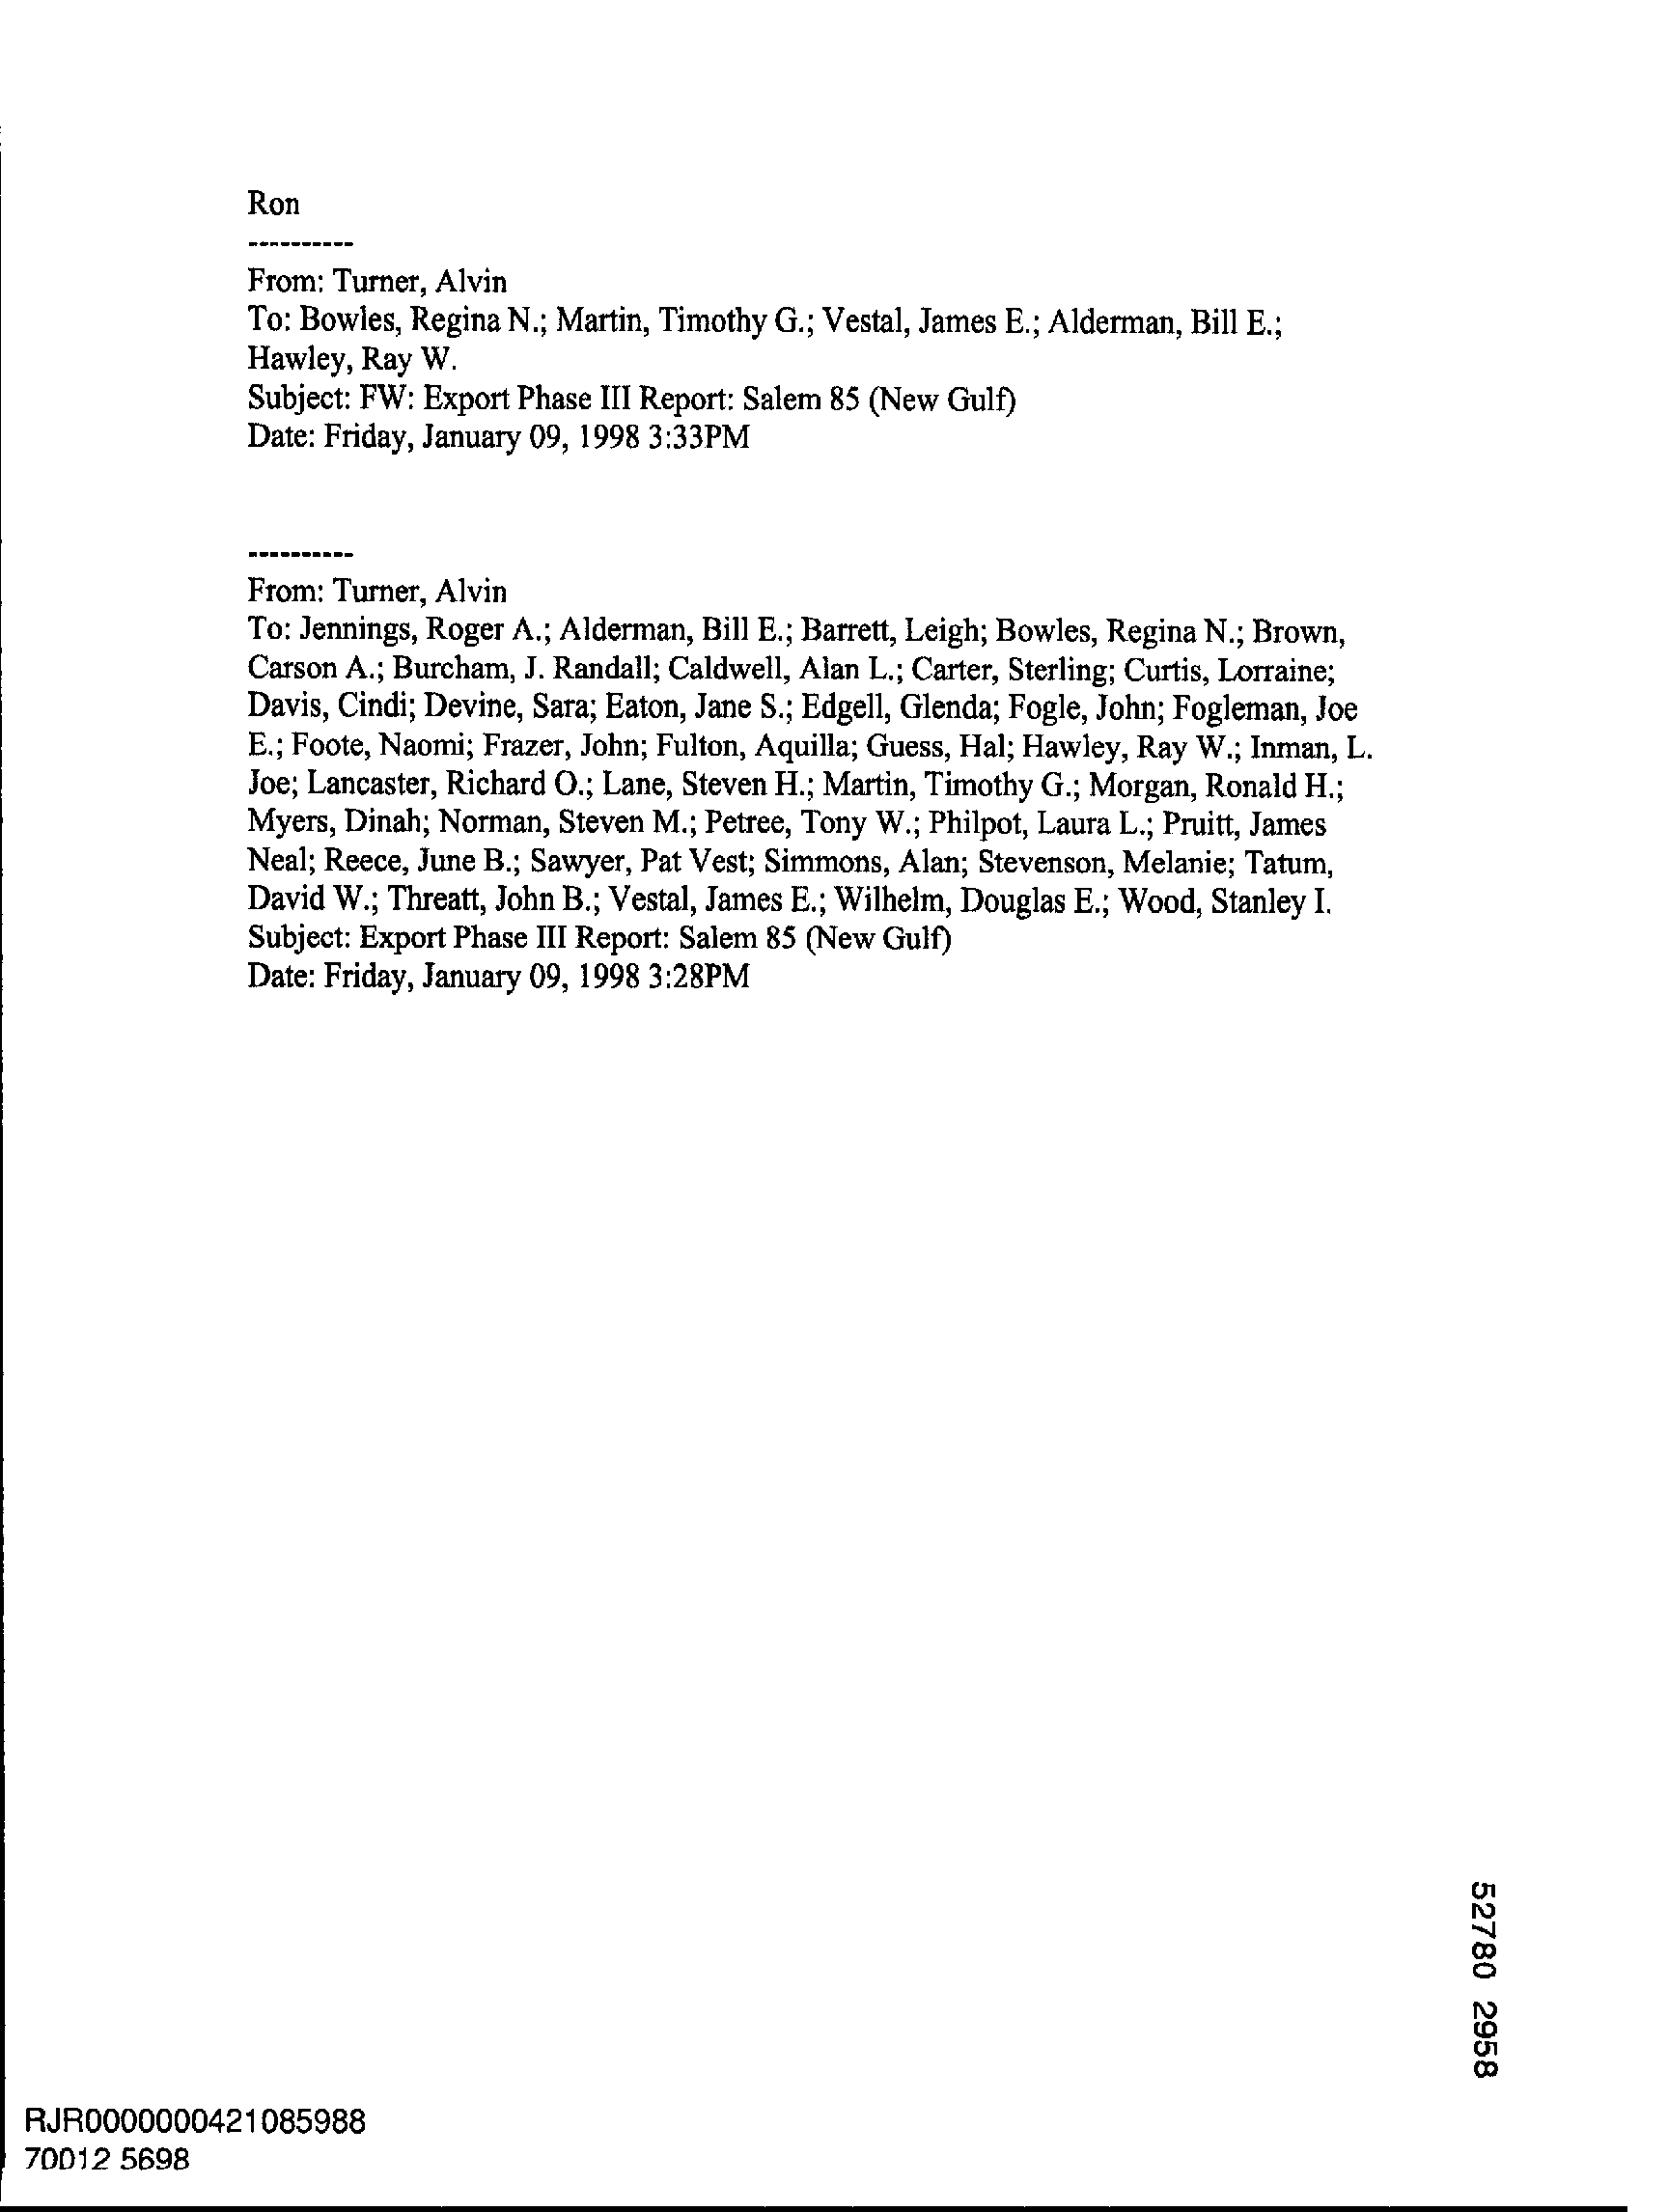 Ron
----------
From: Turner, Alvin
To: Bowles, Regina N.; Martin, Timothy G.; Vestal, James E.; Alderman, Bill E.;
Hawley, Ray W.
Subject: FW: Export Phase III Report: Salem 85 (New Gulf)
Date: Friday, January 09, 1998 3:33PM
----------
From: Turner, Alvin
To: Jennings, Roger A.; Alderman, Bill E.; Barrett, Leigh; Bowles, Regina N.; Brown,
Carson A.; Burcham, J. Randall; Caldwell, Alan L.; Carter, Sterling; Curtis, Lorraine;
Davis, Cindi; Devine, Sara; Eaton, Jane S.; Edgell, Glenda; Fogle, John; Fogleman, Joe
E.; Foote, Naomi; Frazer, John; Fulton, Aquilla; Guess, Hal; Hawley, Ray W.; Inman, L.
Joe; Lancaster, Richard O.; Lane, Steven H.; Martin, Timothy G.; Morgan, Ronald H.;
Myers, Dinah; Norman, Steven M.; Petree, Tony W.; Philpot, Laura L.; Pruitt, James
Neal; Reece, June B.; Sawyer, Pat Vest; Simmons, Alan; Stevenson, Melanie; Tatum,
David W.; Threatt, John B.; Vestal, James E.; Wilhelm, Douglas E.; Wood, Stanley I.
Subject: Export Phase III Report: Salem 85 (New Gulf)
Date: Friday, January 09, 1998 3:28PM
52780 2958
RJR0000000421085988
70012 5698